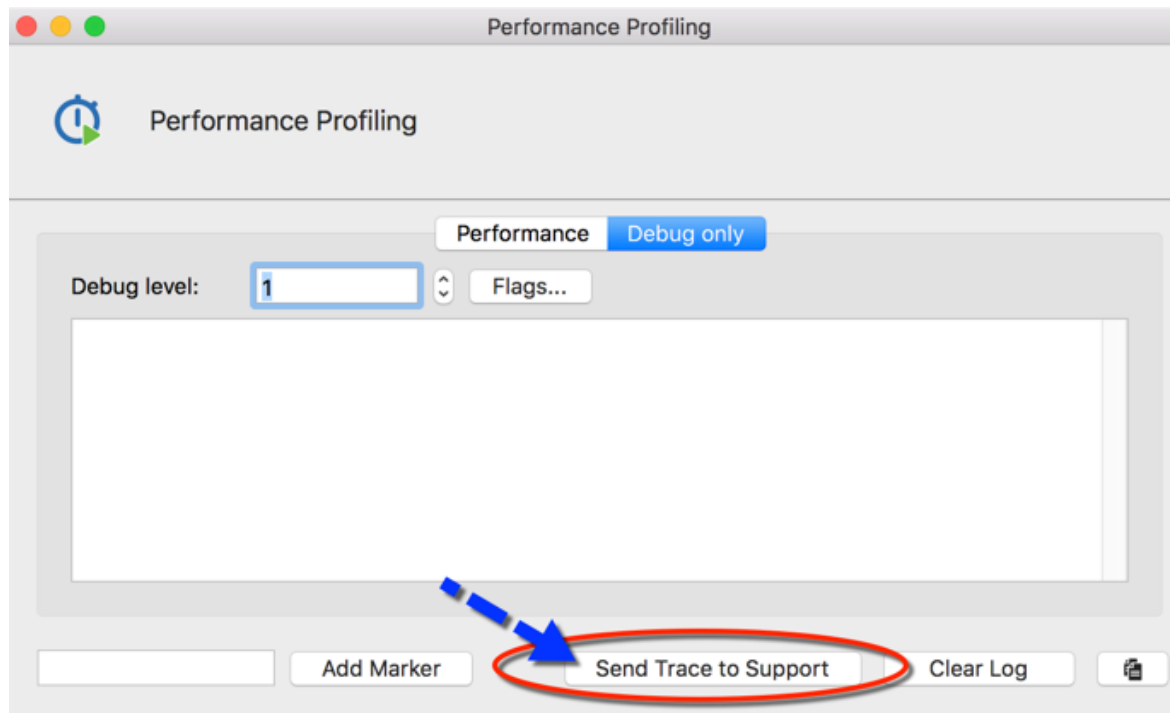 Performance Profiling
Performance Profiling
Performance Debug only
Debug level: 1 Flags...
Add Marker Send Trace to Support Clear Log